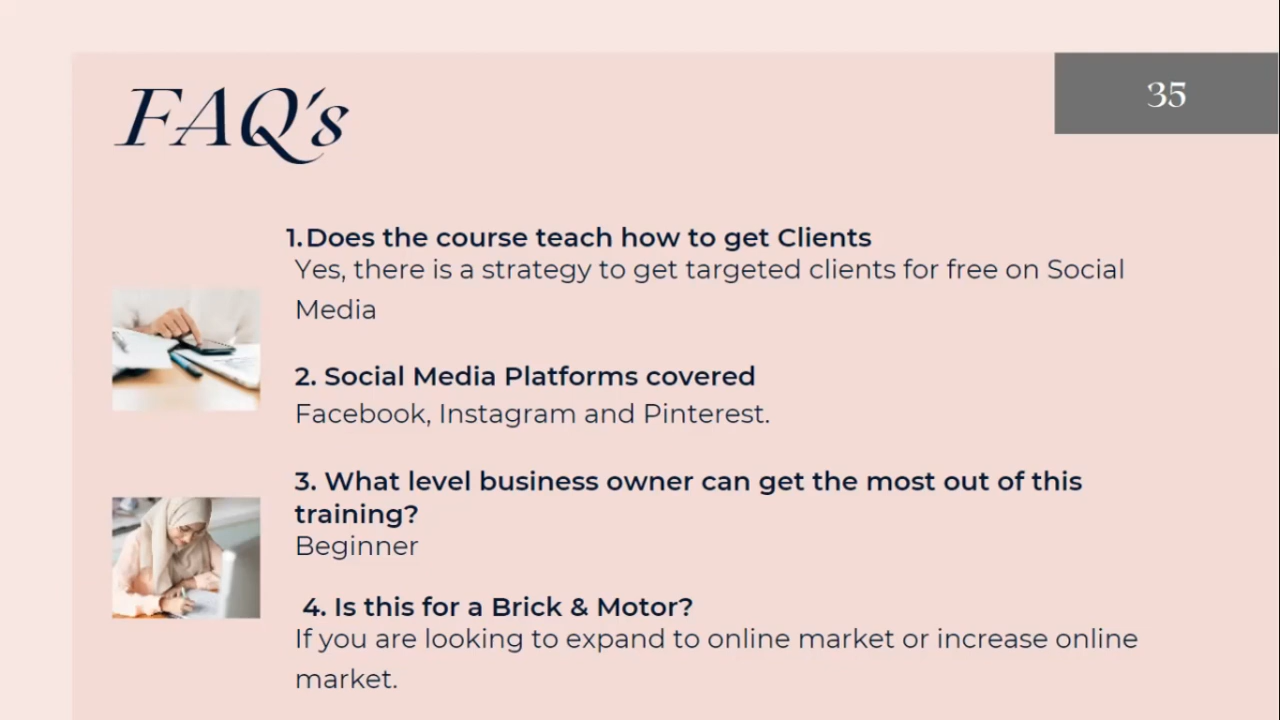 FAQ's
35
1.Does the course teach how to get Clients
Yes, there is a strategy to get targeted clients for free on Social
Media
2. Social Media Platforms covered
Facebook, Instagram and Pinterest.
3. What level business owner can get the most out of this
training?
Beginner
4. Is this for a Brick & Motor?
If you are looking to expand to online market or increase online
market.